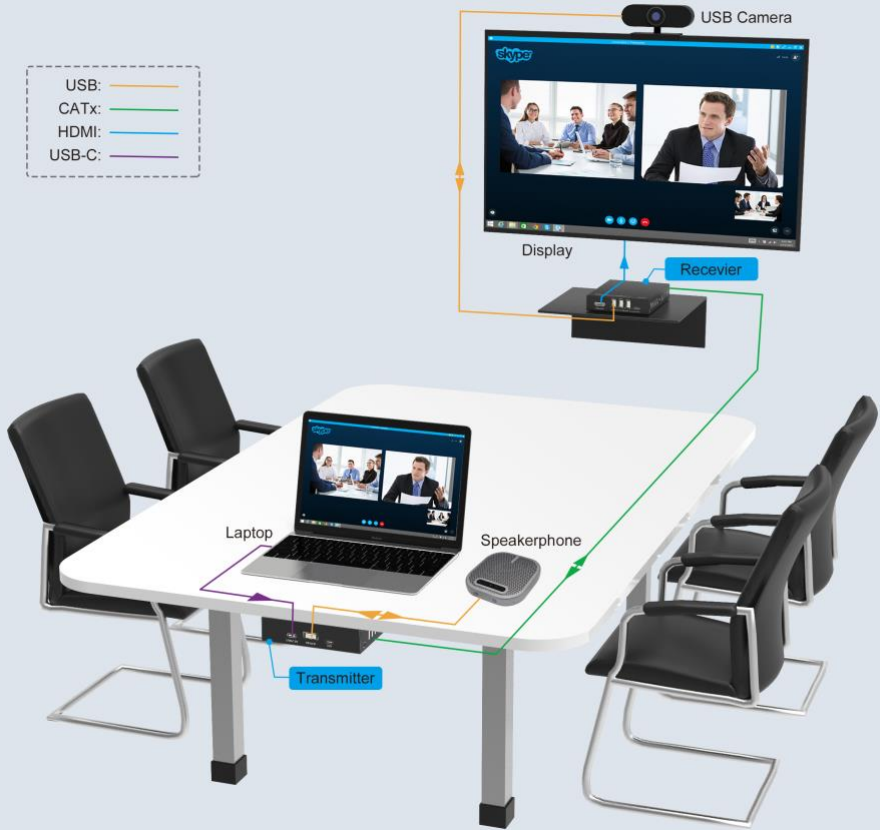 USB Camera
skype
USB:
CATx:
HDMI:
USB-C:
Display
Recevier
skype
Laptop
Speakerphone
Transmitter